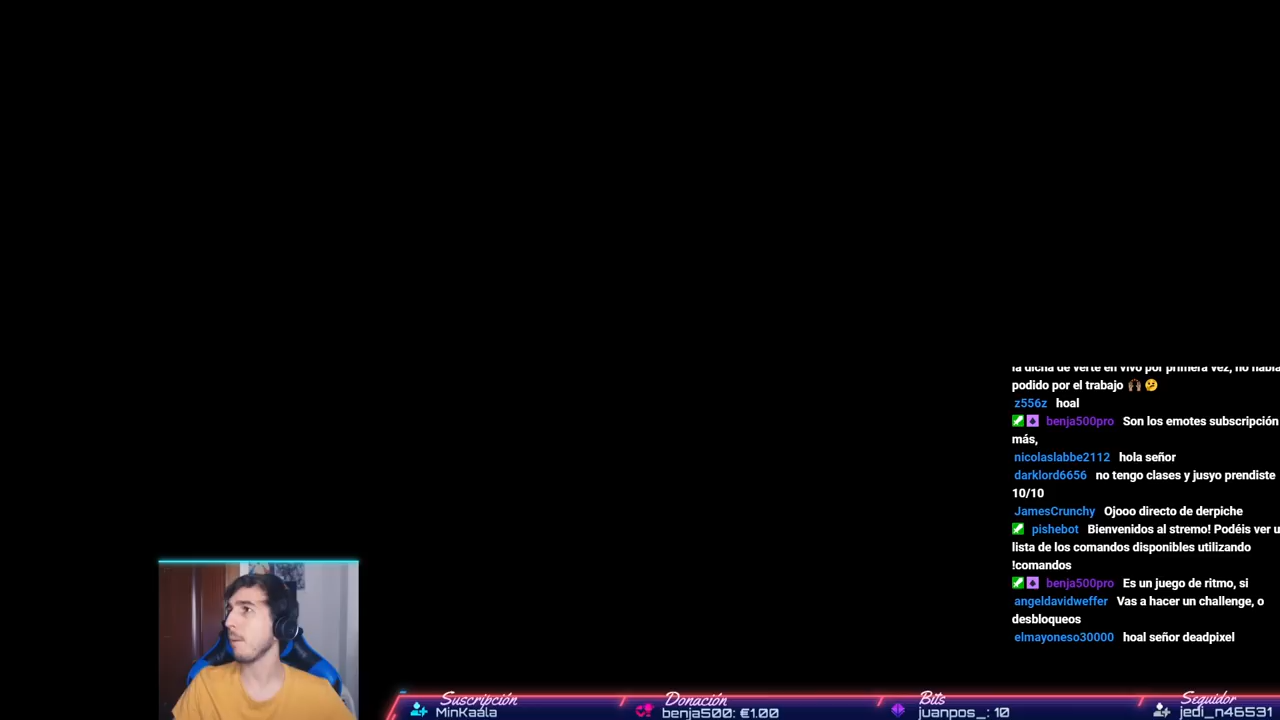 la dicha de verte en vivo por primera vez, no había
podido por el trabajo
z556z hoal
benja500pro Son los emotes subscripción
más,
nicolaslabbe2112 hola señor
darklord6656 no tengo clases y jusyo prendiste
10/10
JamesCrunchy Ojooo directo de derpiche
pishebot Bienvenidos al stremo! Podéis ver u
lista de los comandos disponibles utilizando
!comandos
benja500pro Es un juego de ritmo, si
angeldavidweffer Vas a hacer un challenge, o
desbloqueos
elmayoneso30000 hoal señor deadpixel
Suscripción Donación Bits Seguidor
MinKaala benja500: €1.00 juanpos_: 10 jedi_n46531